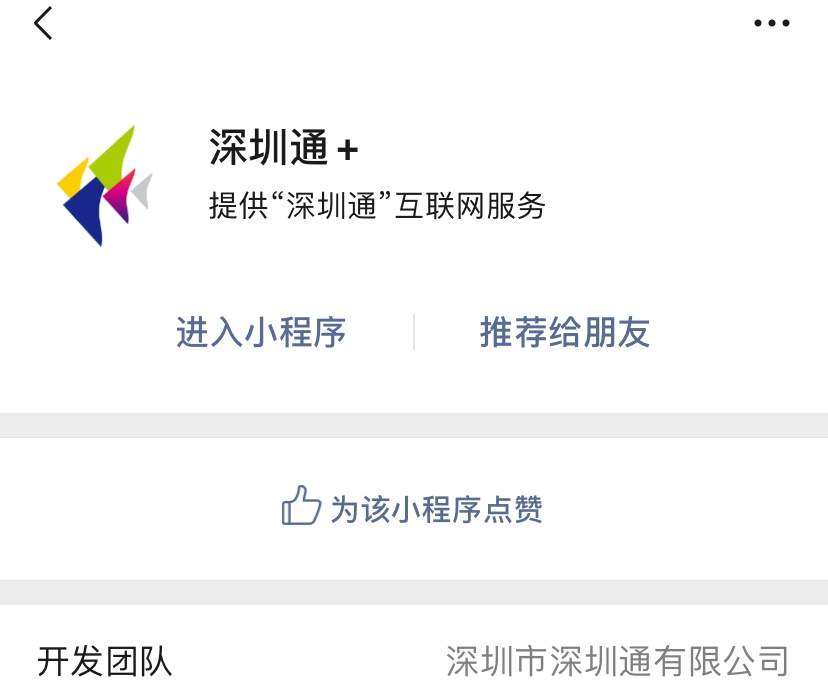 深圳通+
提供“深圳通”互联网服务
进入小程序
推荐给朋友
为该小程序点赞
开发团队
深圳市深圳通有限公司